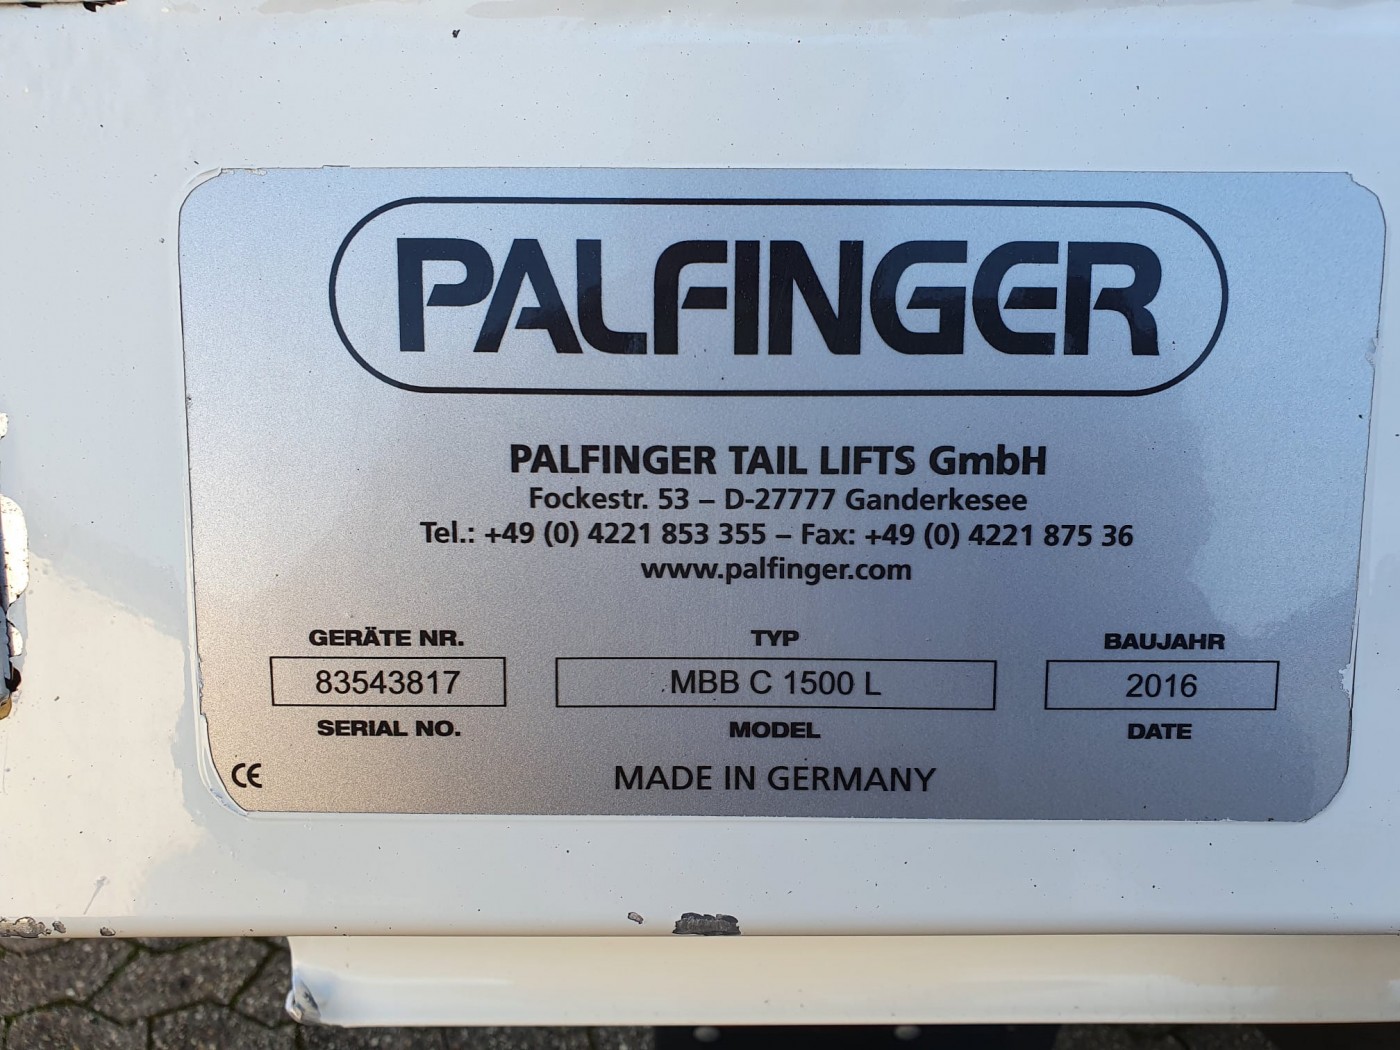 PALFINGER
PALFINGER TAIL LIFTS GmbH
Fockestr. 53 – D-27777 Ganderkesee
Tel.: +49 (0) 4221 853 355 – Fax: +49 (0) 4221 875 36
www.palfinger.com
GERÄTE NR. TYP BAUJAHR
83543817 MBB C 1500 L 2016
SERIAL NO. MODEL DATE
CE MADE IN GERMANY